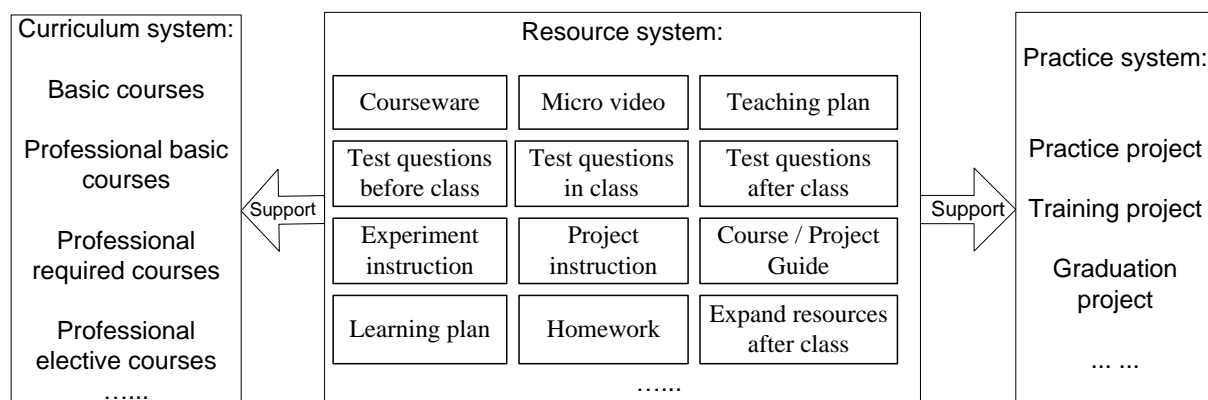 Curriculum system:
Basic courses
Professional basic
courses
Professional
required courses
Professional
elective courses
…...
Support
Resource system:
Courseware
Micro video
Teaching plan
Test questions
before class
Test questions
in class
Test questions
after class
Experiment
instruction
Project
instruction
Course / Project
Guide
Learning plan
Homework
Expand resources
after class
…...
Support
Practice system:
Practice project
Training project
Graduation
project
... ...